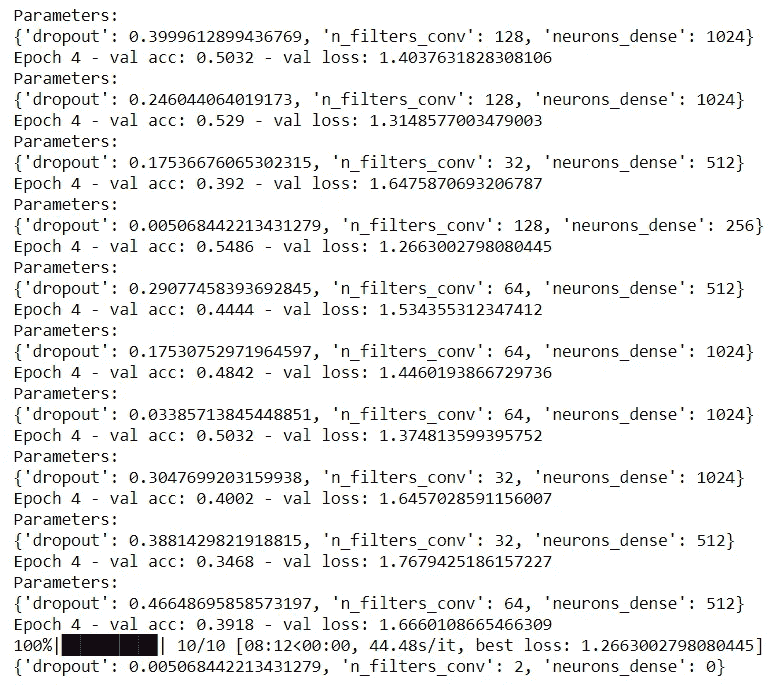 Parameters:
{'dropout': 0.3999612899436769, 'n_filters_conv': 128, 'neurons_dense': 1024}
Epoch 4 - val acc: 0.5032 - val loss: 1.4037631828308106
Parameters:
{'dropout': 0.246044064019173, 'n_filters_conv': 128, 'neurons_dense': 1024}
Epoch 4 - val acc: 0.529 - val loss: 1.3148577003479003
Parameters:
{'dropout': 0.17536676065302315, 'n_filters_conv': 32, 'neurons_dense': 512}
Epoch 4 - val acc: 0.392 - val loss: 1.6475870693206787
Parameters:
{'dropout': 0.005068442213431279, 'n_filters_conv': 128, 'neurons_dense': 256}
Epoch 4 - val acc: 0.5486 - val loss: 1.2663002798080445
Parameters:
{'dropout': 0.29077458393692845, 'n_filters_conv': 64, 'neurons_dense': 512}
Epoch 4 - val acc: 0.4444 - val loss: 1.534355312347412
Parameters:
{'dropout': 0.17530752971964597, 'n_filters_conv': 64, 'neurons_dense': 1024}
Epoch 4 - val acc: 0.4842 - val loss: 1.4460193866729736
Parameters:
{'dropout': 0.03385713845448851, 'n_filters_conv': 64, 'neurons_dense': 1024}
Epoch 4 - val acc: 0.5032 - val loss: 1.374813599395752
Parameters:
{'dropout': 0.3047699203159938, 'n_filters_conv': 32, 'neurons_dense': 1024}
Epoch 4 - val acc: 0.4002 - val loss: 1.6457028591156007
Parameters:
{'dropout': 0.3881429821918815, 'n_filters_conv': 32, 'neurons_dense': 512}
Epoch 4 - val acc: 0.3468 - val loss: 1.7679425186157227
Parameters:
{'dropout': 0.46648695858573197, 'n_filters_conv': 64, 'neurons_dense': 512}
Epoch 4 - val acc: 0.3918 - val loss: 1.6660108665466309
100%|██████████| 10/10 [08:12<00:00, 44.48s/it, best loss: 1.2663002798080445]
{'dropout': 0.005068442213431279, 'n_filters_conv': 2, 'neurons_dense': 0}